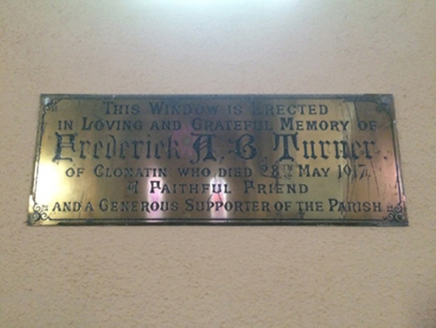 THIS WINDOW IS ERECTED
IN LOVING AND GRATEFUL MEMORY OF
Frederick A. G. Turner.
OF CLONATIN WHO DIED 28TH MAY 1917.
A FAITHFUL FRIEND
AND A GENEROUS SUPPORTER OF THE PARISH